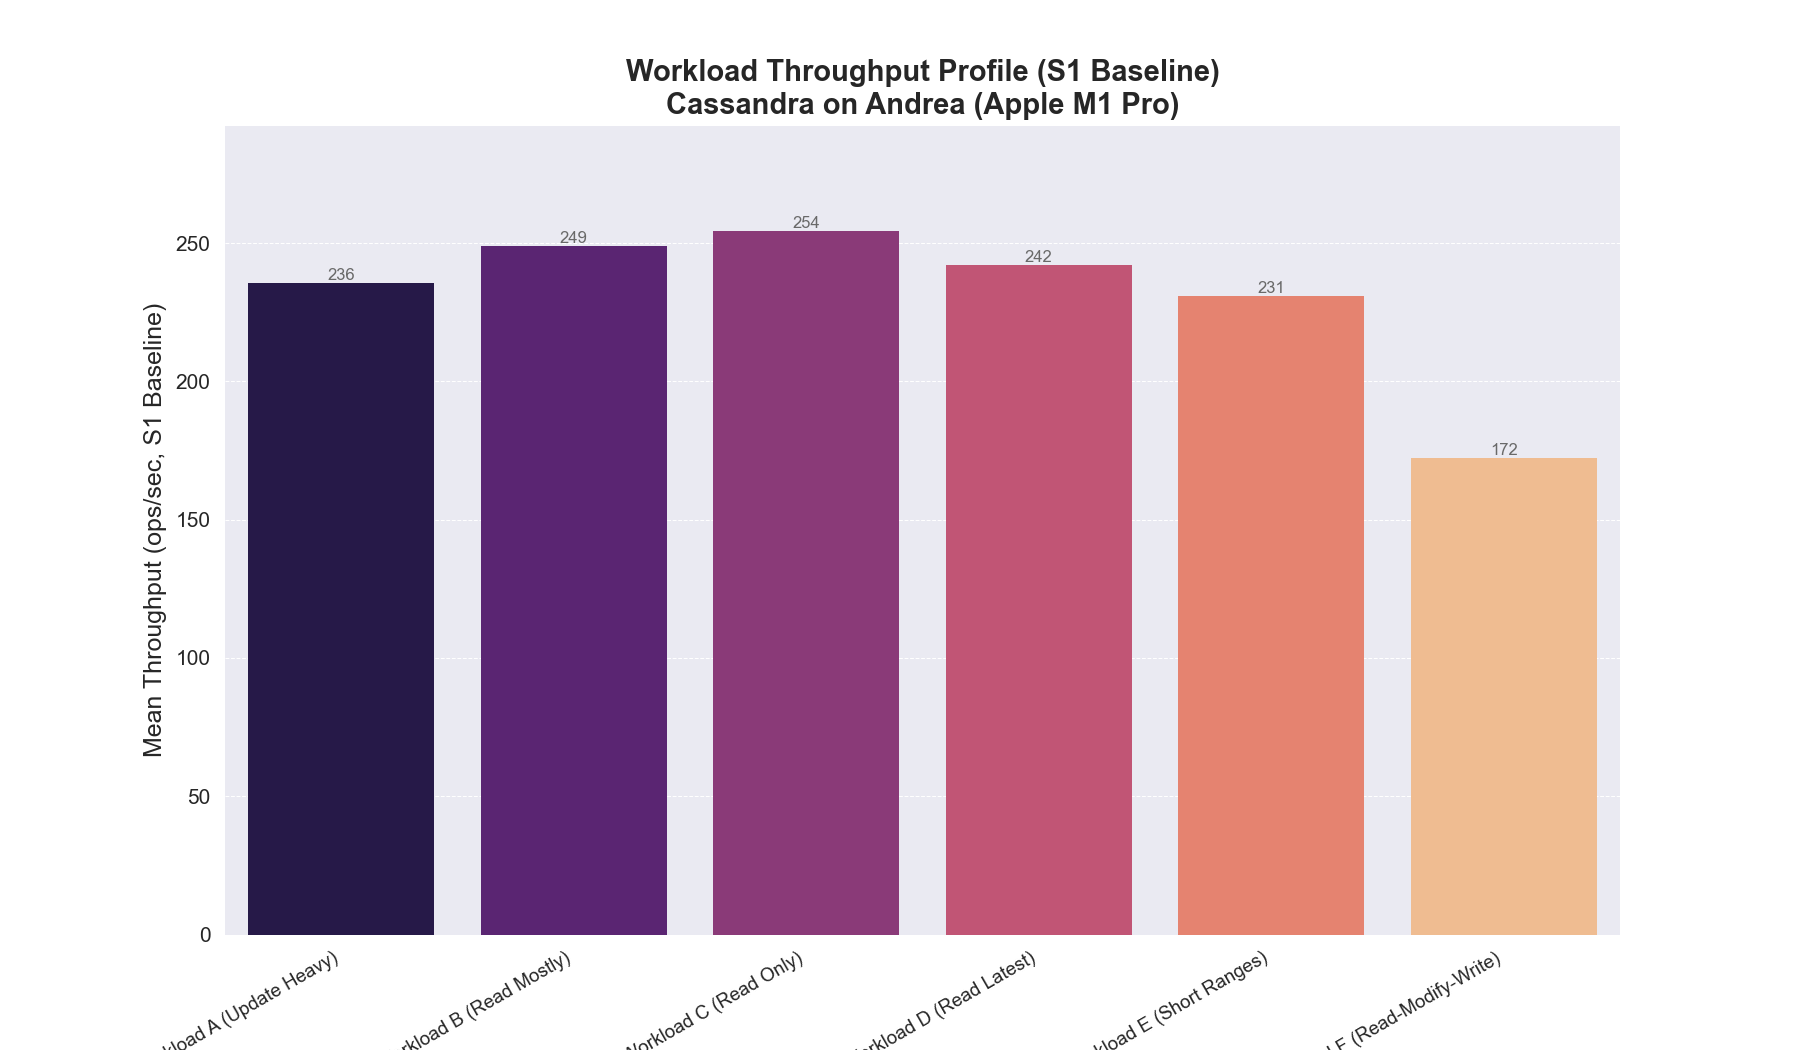 Workload Throughput Profile (S1 Baseline)
Cassandra on Andrea (Apple M1 Pro)
Mean Throughput (ops/sec, S1 Baseline)
250
200
150
100
50
0
236
249
254
242
231
172
kload A (Update Heavy)
rkload B (Read Mostly)
Workload C (Read Only)
orkload D (Read Latest)
kload E (Short Ranges)
F (Read-Modify-Write)